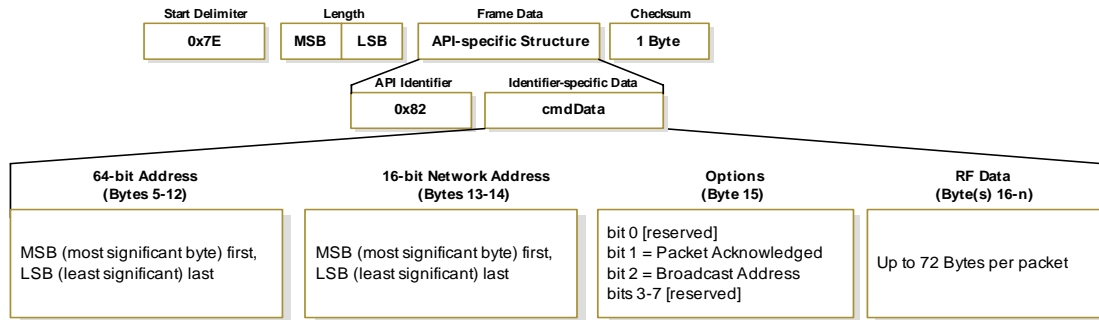 Start Delimiter
Length
Frame Data
Checksum
0x7E
MSB
LSB
API-specific Structure
1 Byte
API Identifier
Identifier-specific Data
0x82
cmdData
64-bit Address
(Bytes 5-12)
16-bit Network Address
(Bytes 13-14)
Options
(Byte 15)
RF Data
(Byte(s) 16-n)
MSB (most significant byte) first,
LSB (least significant) last
MSB (most significant byte) first,
LSB (least significant) last
bit 0 [reserved]
bit 1 = Packet Acknowledged
bit 2 = Broadcast Address
bits 3-7 [reserved]
Up to 72 Bytes per packet